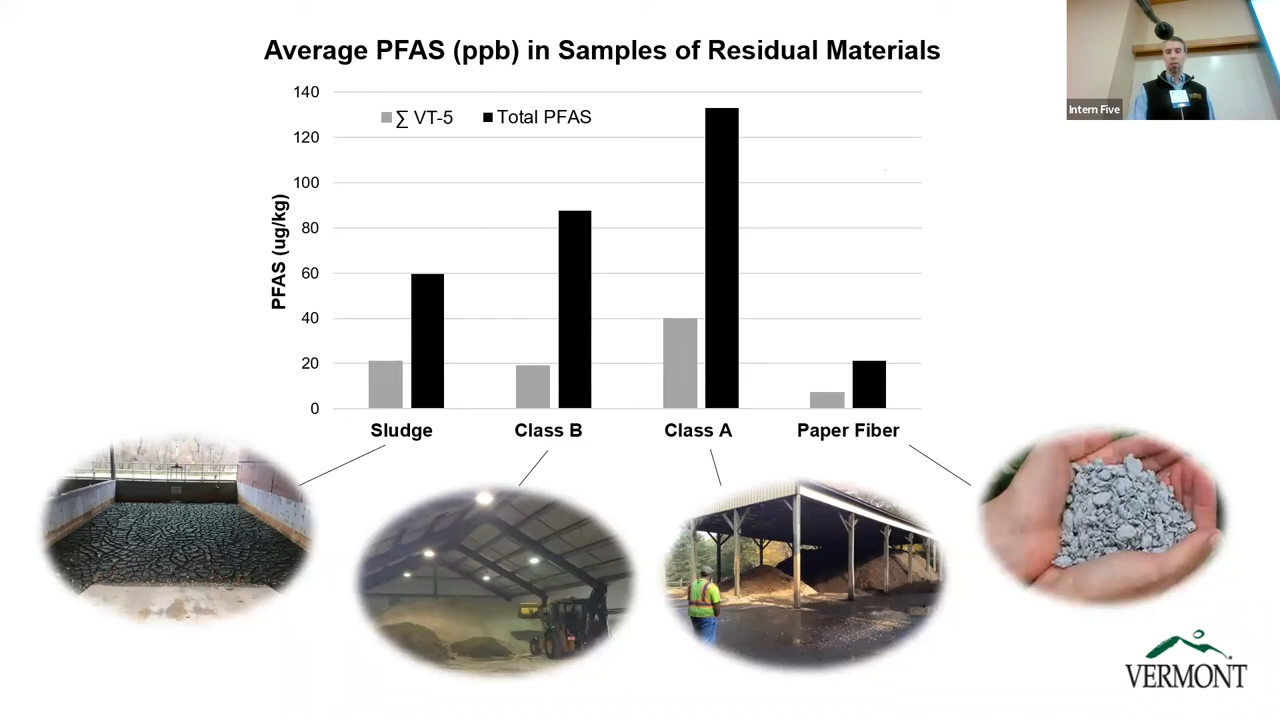 Average PFAS (ppb) in Samples of Residual Materials
Intern Five
140
120
100
80
60
40
20
0
PFAS (ug/kg)
∑ VT-5
Total PFAS
Sludge
Class B
Class A
Paper Fiber
VERMONT